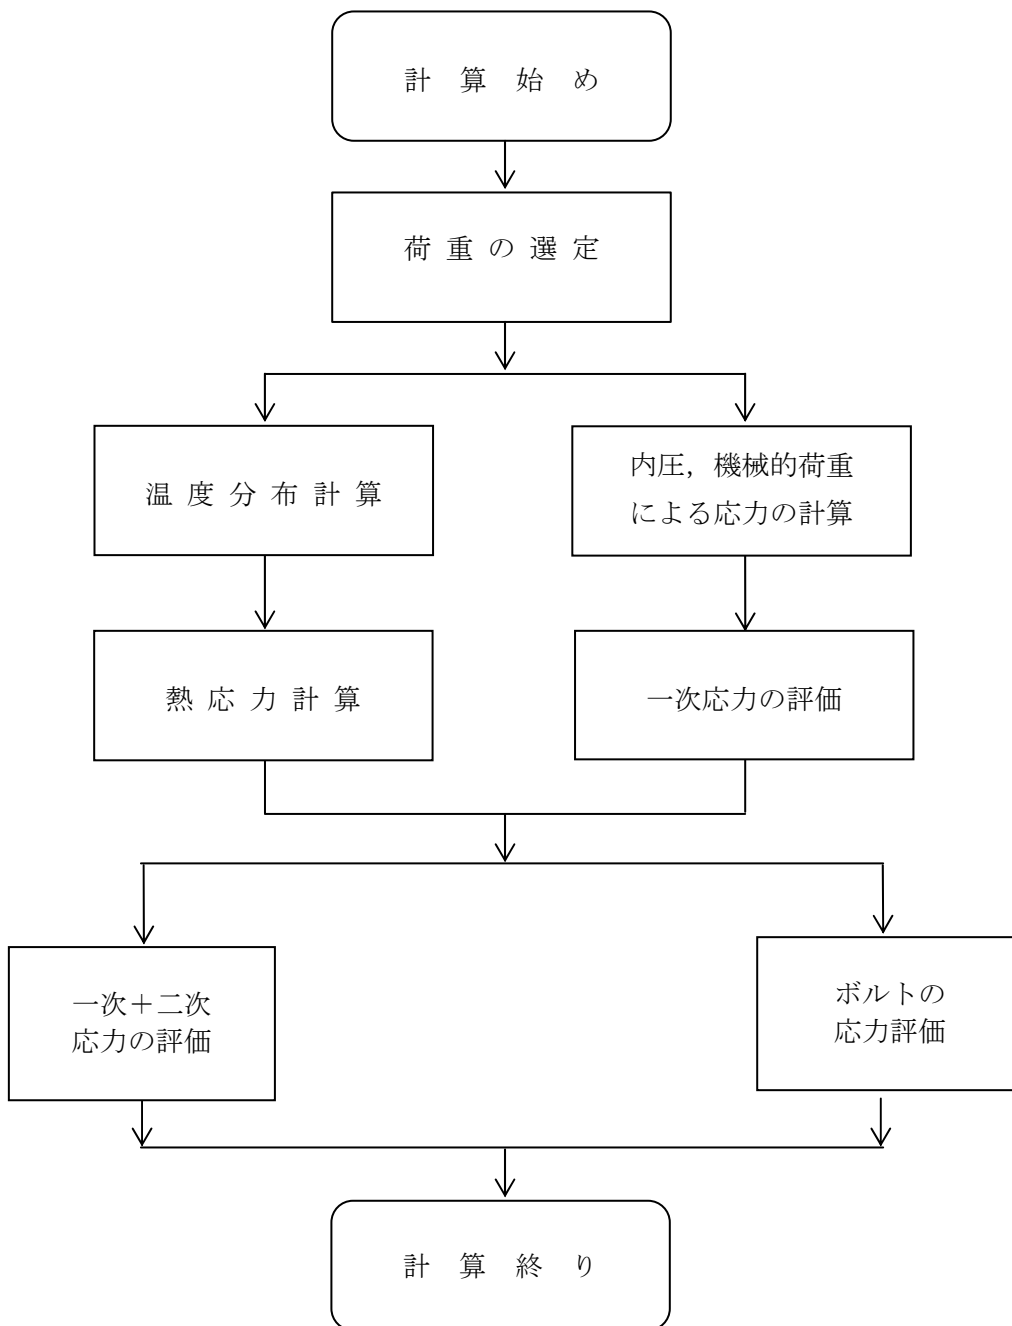 計算始め
荷重の選定
温度分布計算
内圧，機械的荷重
による応力の計算
熱応力計算
一次応力の評価
一次＋二次
応力の評価
ボルトの
応力評価
計算終り